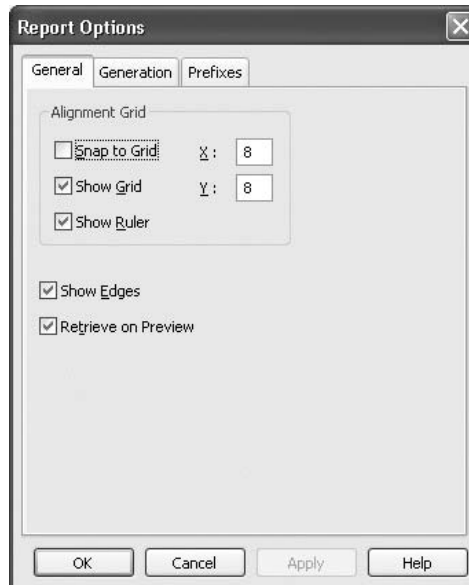 Report Options
General Generation Prefixes
Alignment Grid
Snap to Grid X: 8
Show Grid Y: 8
Show Ruler
Show Edges
Retrieve on Preview
OK Cancel Apply Help